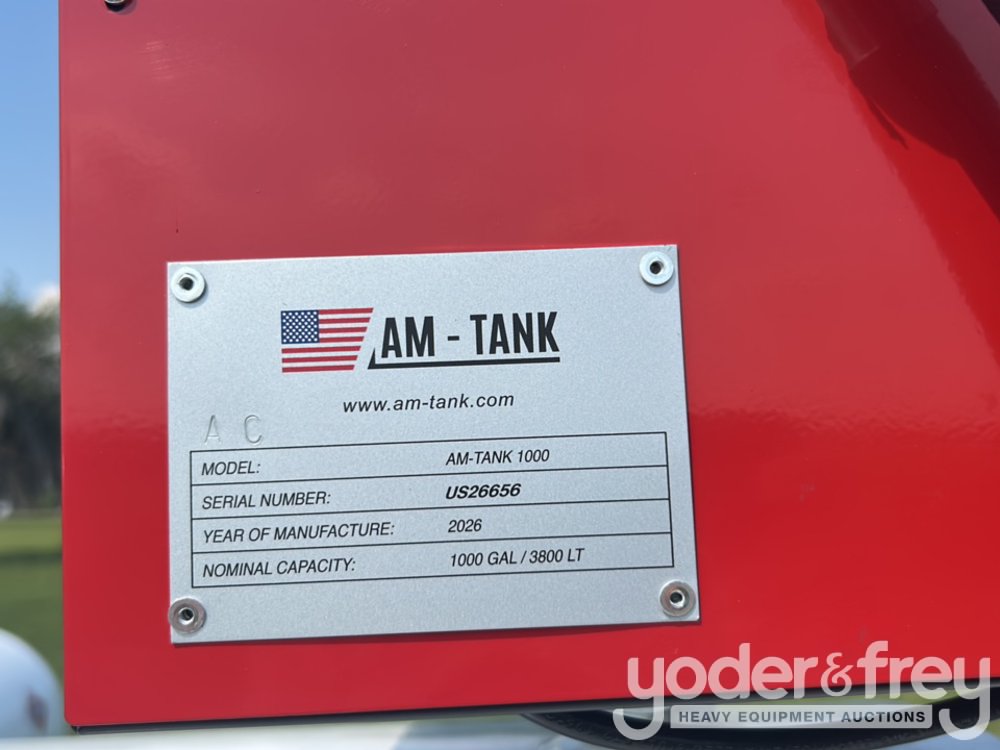 AM - TANK
www.am-tank.com
A C
MODEL: AM-TANK 1000
SERIAL NUMBER: US26656
YEAR OF MANUFACTURE: 2026
NOMINAL CAPACITY: 1000 GAL / 3800 LT
yoder&frey
HEAVY EQUIPMENT AUCTIONS